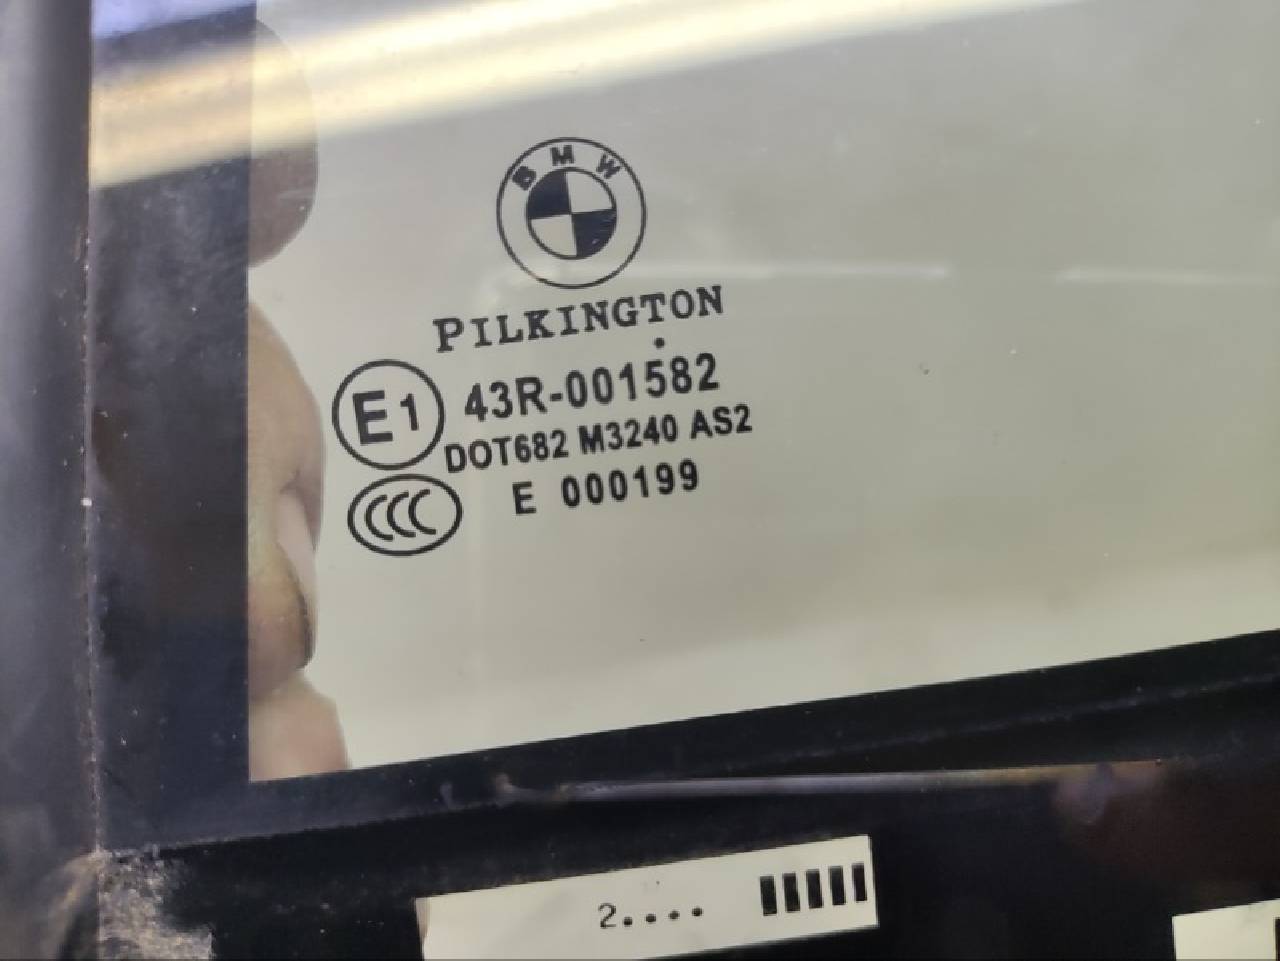 BMW
PILKINGTON
.
E1 43R-001582
DOT682 M3240 AS2
CCC E 000199
2....